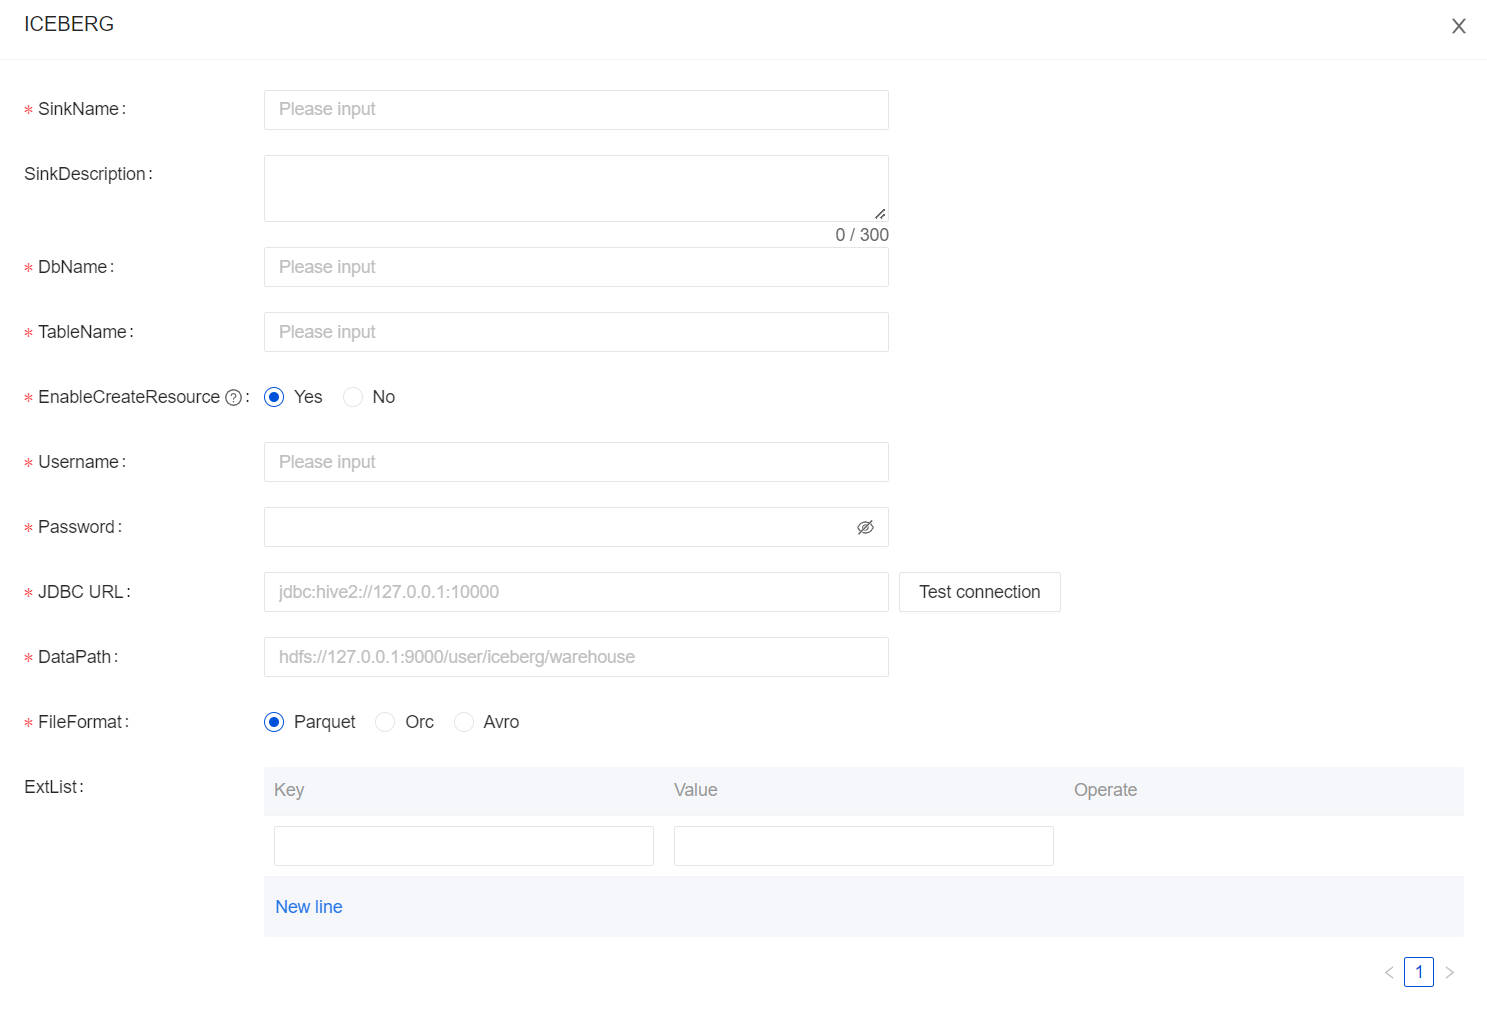 ICEBERG
* SinkName: Please input
SinkDescription:
0 / 300
* DbName: Please input
* TableName: Please input
* EnableCreateResource ?: Yes No
* Username: Please input
* Password:
* JDBC URL: jdbc:hive2://127.0.0.1:10000 Test connection
* DataPath: hdfs://127.0.0.1:9000/user/iceberg/warehouse
* FileFormat: Parquet Orc Avro
ExtList: Key Value Operate
New line
< 1 >